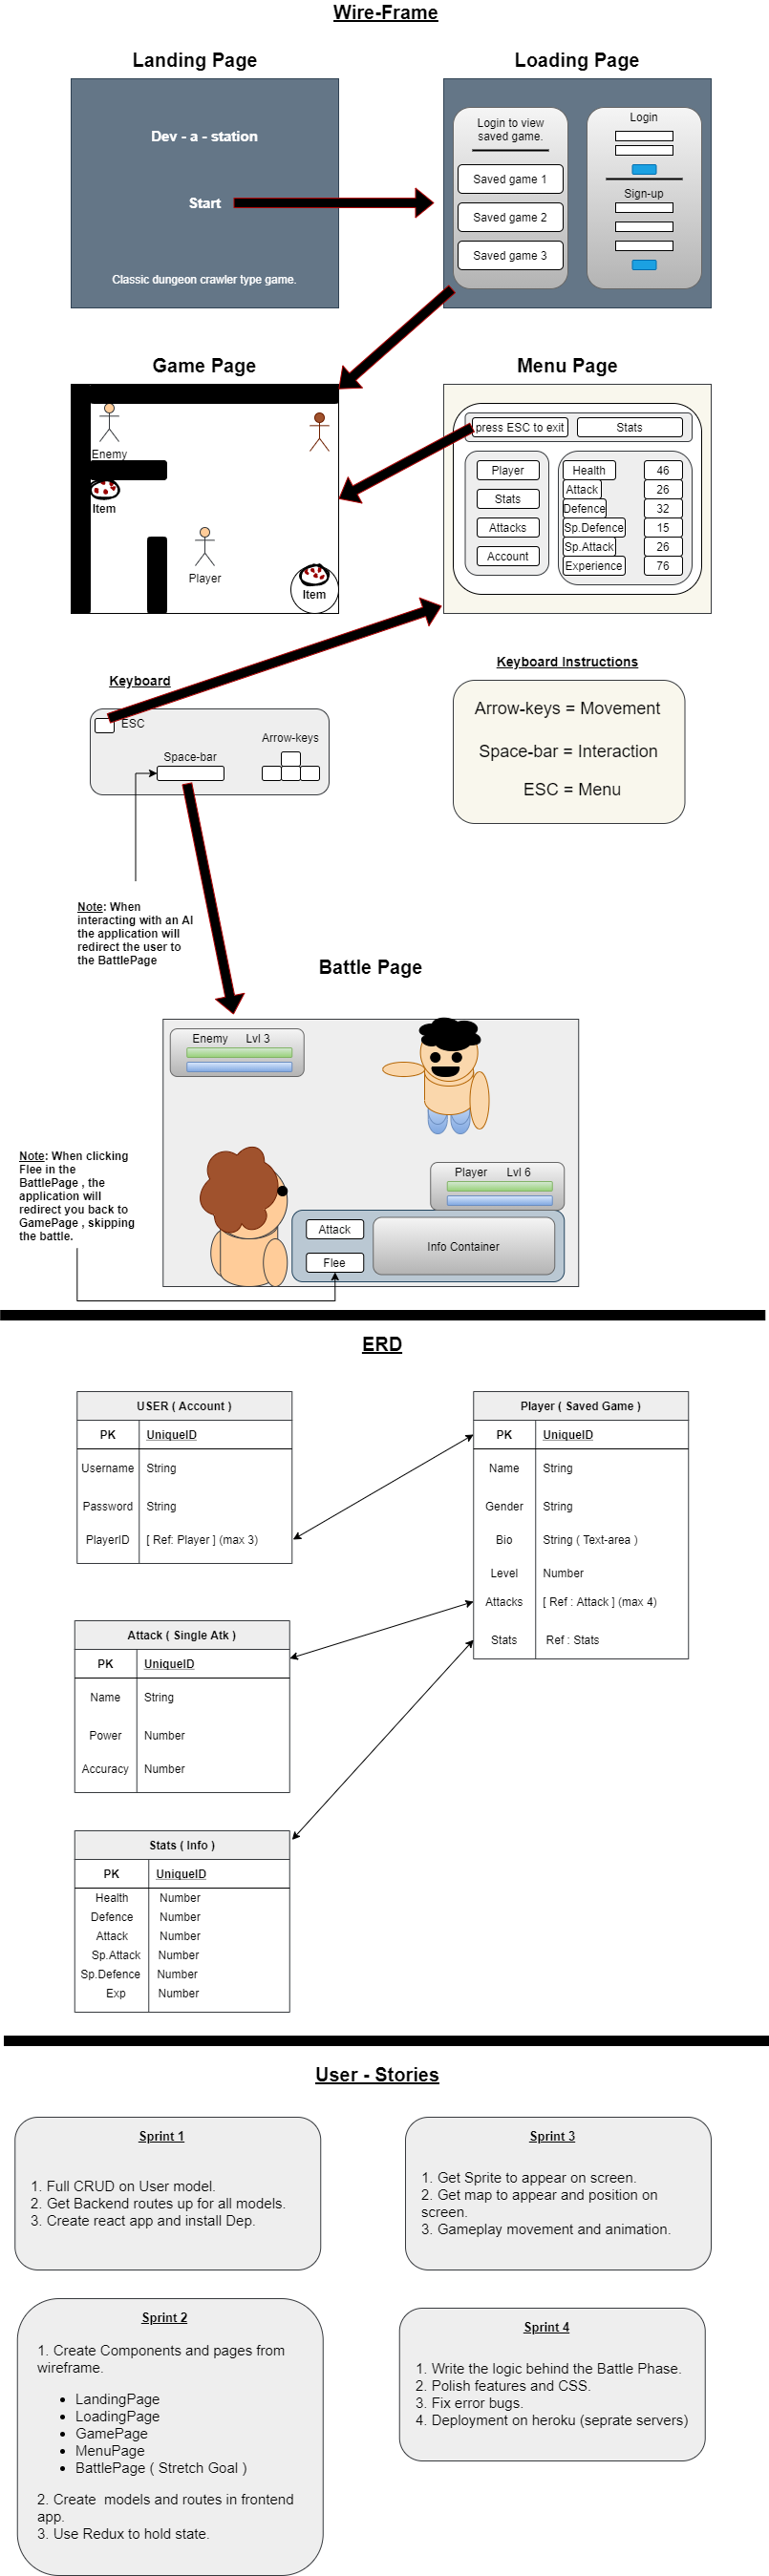 Wire-Frame
Landing Page
Dev - a - station
Start
Classic dungeon crawler type game.
Loading Page
Login to view
saved game.
Saved game 1
Saved game 2
Saved game 3
Login
Sign-up
Game Page
Enemy
Item
Player
Item
Menu Page
press ESC to exit
Stats
Player
Stats
Attacks
Account
Health 46
Attack 26
Defence 32
Sp.Defence 15
Sp.Attack 26
Experience 76
Keyboard
ESC
Space-bar
Arrow-keys
Keyboard Instructions
Arrow-keys = Movement
Space-bar = Interaction
ESC = Menu
Note: When
interacting with an AI
the application will
redirect the user to
the BattlePage
Battle Page
Enemy Lvl 3
Player Lvl 6
Attack
Flee
Info Container
Note: When clicking
Flee in the
BattlePage , the
application will
redirect you back to
GamePage , skipping
the battle.
ERD
USER ( Account )
PK UniqueID
Username String
Password String
PlayerID [ Ref: Player ] (max 3)
Player ( Saved Game )
PK UniqueID
Name String
Gender String
Bio String ( Text-area )
Level Number
Attacks [ Ref : Attack ] (max 4)
Stats Ref : Stats
Attack ( Single Atk )
PK UniqueID
Name String
Power Number
Accuracy Number
Stats ( Info )
PK UniqueID
Health Number
Defence Number
Attack Number
Sp.Attack Number
Sp.Defence Number
Exp Number
User - Stories
Sprint 1
1. Full CRUD on User model.
2. Get Backend routes up for all models.
3. Create react app and install Dep.
Sprint 2
1. Create Components and pages from
wireframe.
• LandingPage
• LoadingPage
• GamePage
• MenuPage
• BattlePage ( Stretch Goal )
2. Create models and routes in frontend
app.
3. Use Redux to hold state.
Sprint 3
1. Get Sprite to appear on screen.
2. Get map to appear and position on
screen.
3. Gameplay movement and animation.
Sprint 4
1. Write the logic behind the Battle Phase.
2. Polish features and CSS.
3. Fix error bugs.
4. Deployment on heroku (seprate servers)